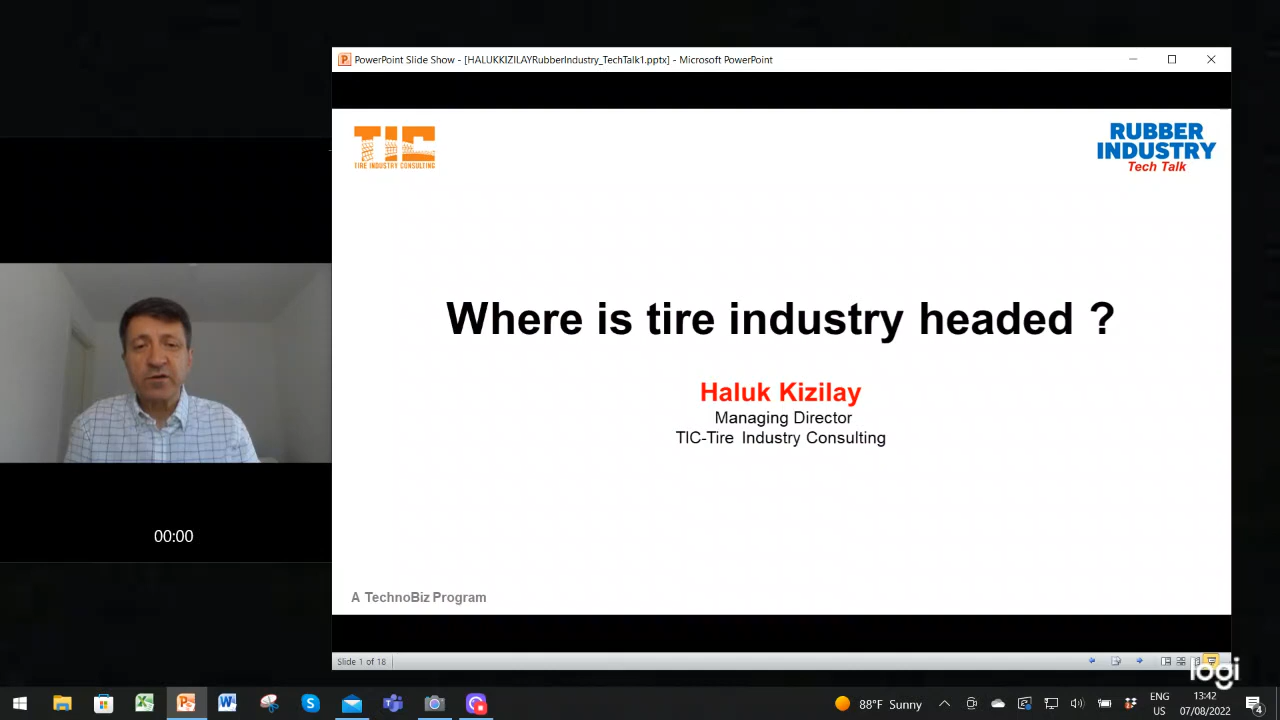 PowerPoint Slide Show - [HALUKKIZILAYRubberIndustry_TechTalk1.pptx] - Microsoft PowerPoint
TIC
TIRE INDUSTRY CONSULTING
RUBBER
INDUSTRY
Tech Talk
Where is tire industry headed ?
Haluk Kizilay
Managing Director
TIC-Tire Industry Consulting
00:00
A TechnoBiz Program
Slide 1 of 18
logi
88°F Sunny
ENG
US
13:42
07/08/2022
4